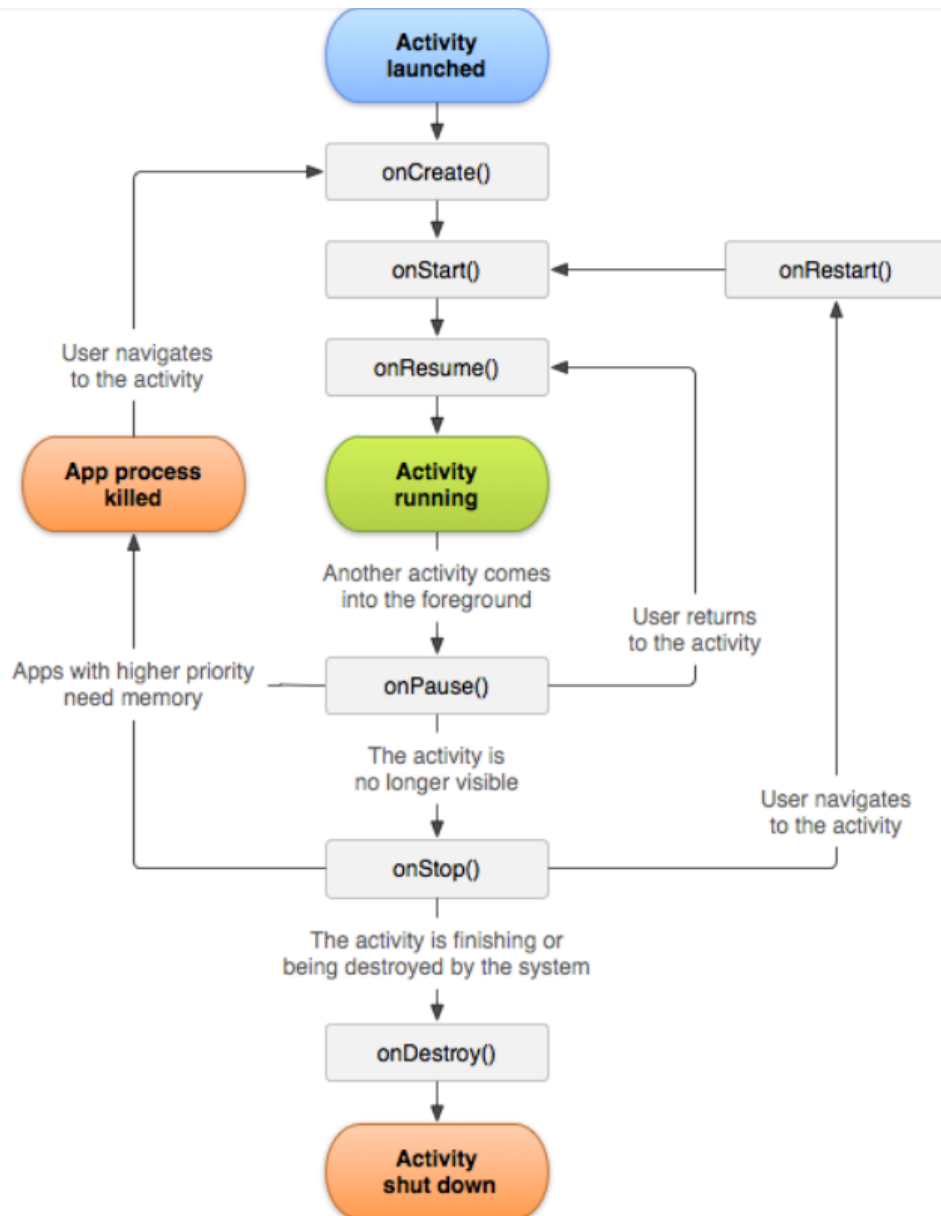 Activity
launched
onCreate()
onStart()
onRestart()
User navigates
to the activity
onResume()
App process
killed
Activity
running
Another activity comes
into the foreground
User returns
to the activity
Apps with higher priority
need memory
onPause()
The activity is
no longer visible
User navigates
to the activity
onStop()
The activity is finishing or
being destroyed by the system
onDestroy()
Activity
shut down